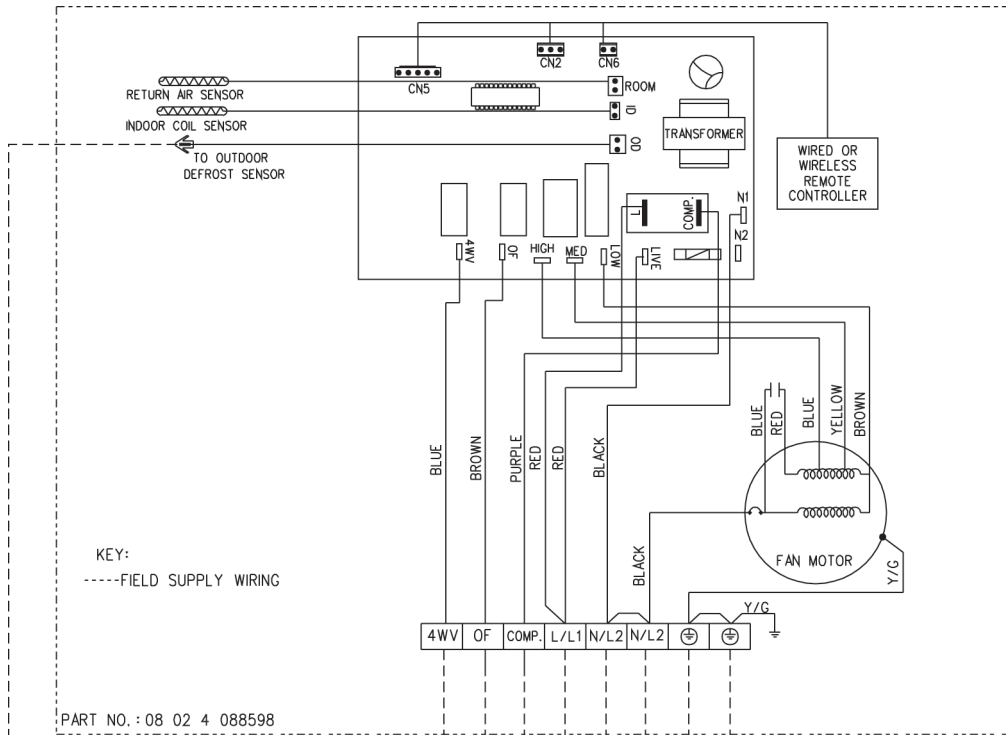 CN2
CN6
CN5
ROOM
RETURN AIR SENSOR
ID
INDOOR COIL SENSOR
TRANSFORMER
OD
TO OUTDOOR
DEFROST SENSOR
WIRED OR
WIRELESS
REMOTE
CONTROLLER
L
COMP.
N1
N2
4WV
OF
HIGH
MED
LOW
LIVE
BLUE
RED
BLUE
YELLOW
BROWN
BLUE
BROWN
PURPLE
RED
RED
BLACK
BLACK
FAN MOTOR
Y/G
KEY:
-----FIELD SUPPLY WIRING
Y/G
4WV OF COMP. L/L1 N/L2 N/L2
PART NO.: 08 02 4 088598